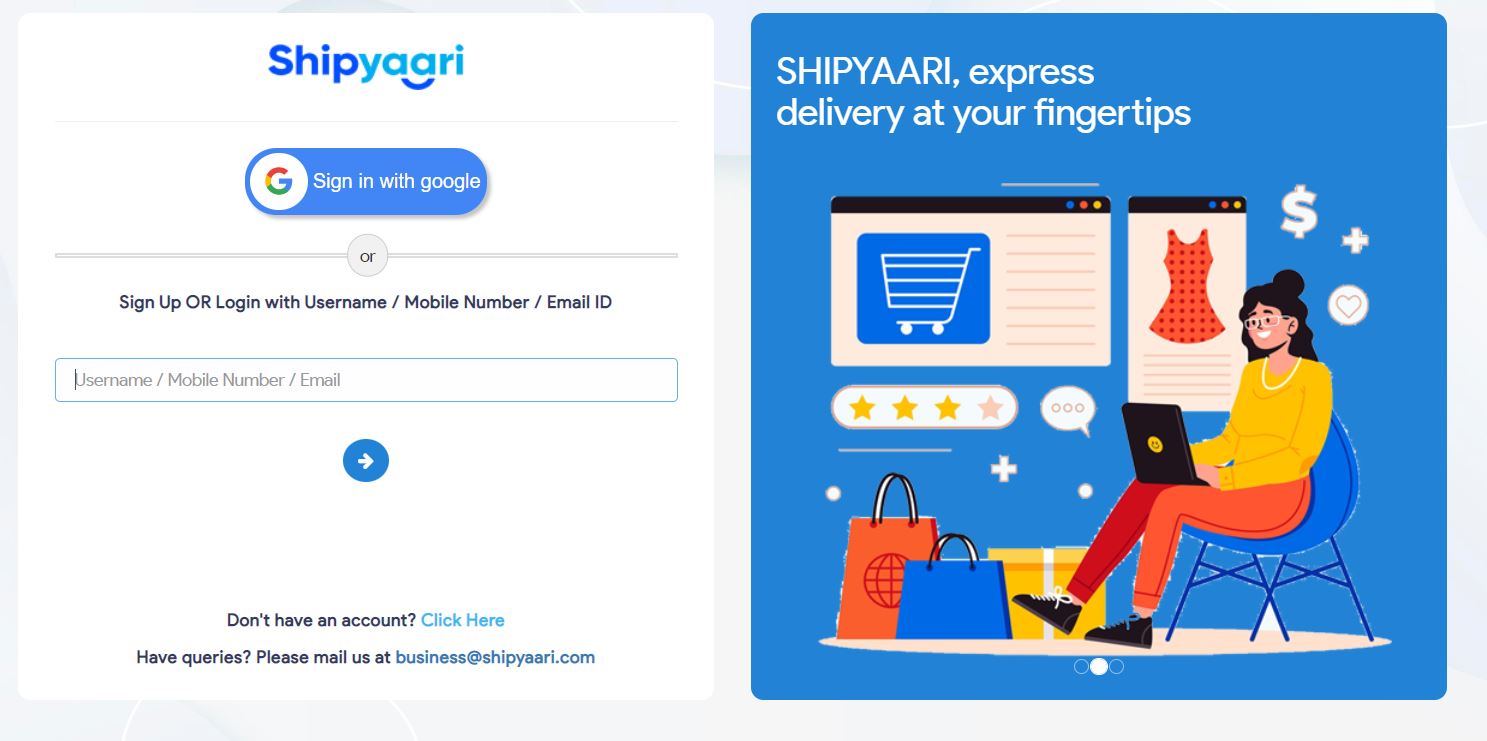 Shipyaari
Sign in with google
or
Sign Up OR Login with Username / Mobile Number / Email ID
Username / Mobile Number / Email
Don't have an account? Click Here
Have queries? Please mail us at business@shipyaari.com
SHIPYAARI, express
delivery at your fingertips